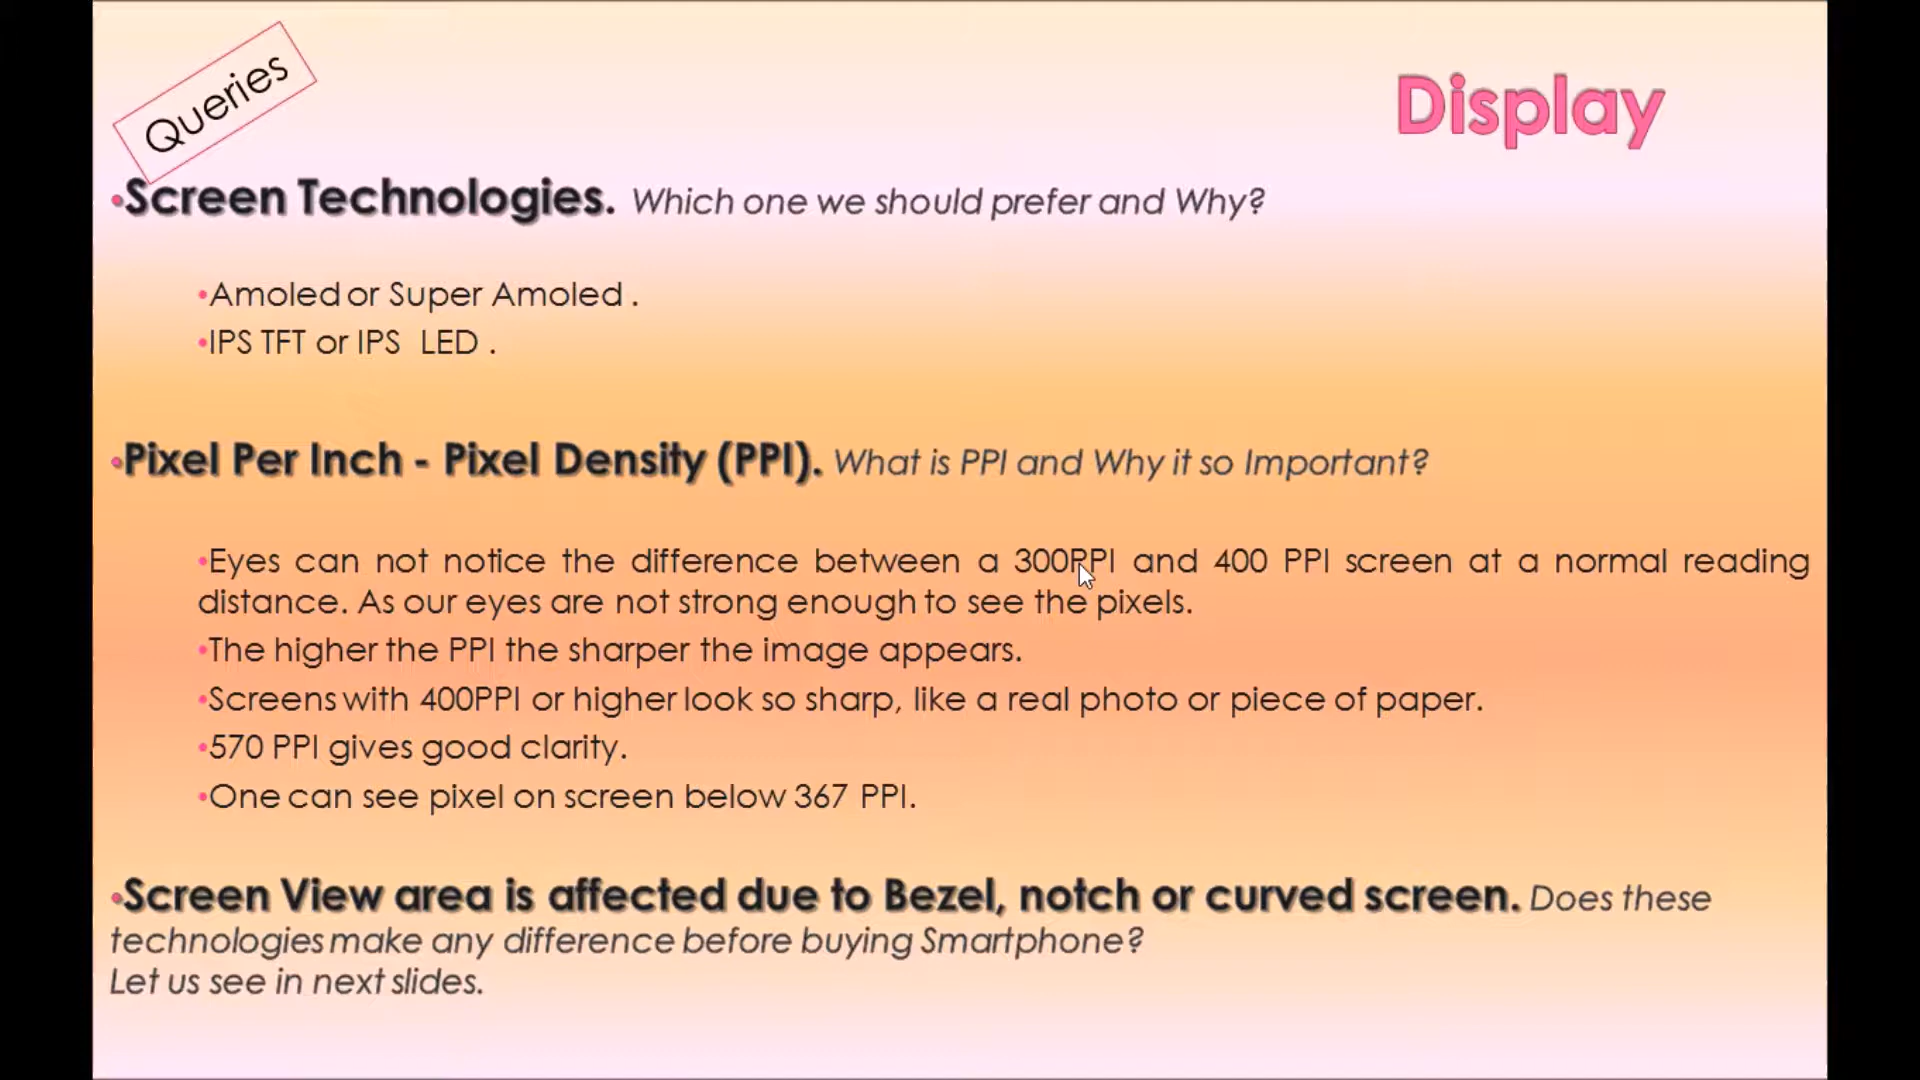 Queries
Display
•Screen Technologies. Which one we should prefer and Why?
•Amoled or Super Amoled .
•IPS TFT or IPS LED .
•Pixel Per Inch - Pixel Density (PPI). What is PPI and Why it so Important?
•Eyes can not notice the difference between a 300PPI and 400 PPI screen at a normal reading
distance. As our eyes are not strong enough to see the pixels.
•The higher the PPI the sharper the image appears.
•Screens with 400PPI or higher look so sharp, like a real photo or piece of paper.
•570 PPI gives good clarity.
•One can see pixel on screen below 367 PPI.
•Screen View area is affected due to Bezel, notch or curved screen. Does these
technologies make any difference before buying Smartphone?
Let us see in next slides.